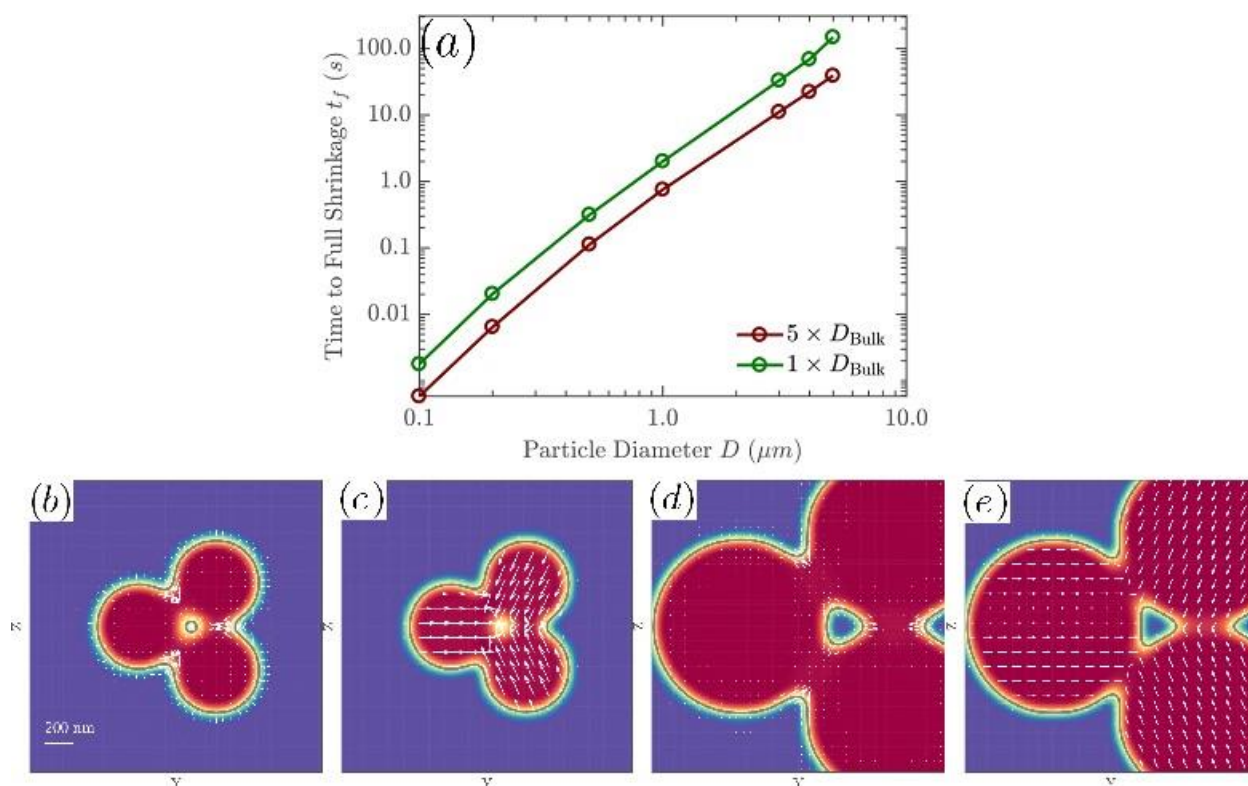 (a)
Time to Full Shrinkage t_f (s)
100.0
10.0
1.0
0.1
0.01
5 × D_Bulk
1 × D_Bulk
0.1
1.0
10.0
Particle Diameter D (μm)
(b)
(c)
(d)
(e)
Z
Z
Z
Z
200 nm